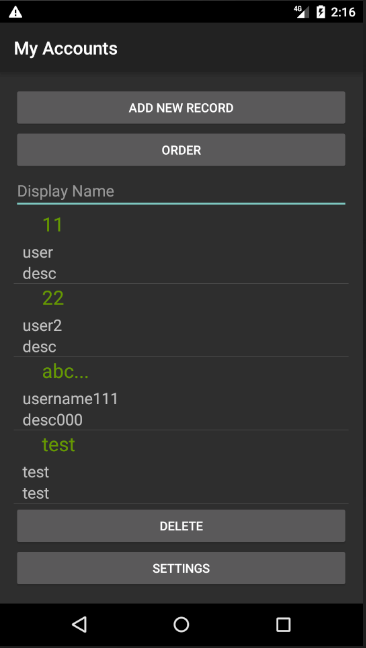 4G 2:16
My Accounts
ADD NEW RECORD
ORDER
Display Name
11
user
desc
22
user2
desc
abc...
username111
desc000
test
test
test
DELETE
SETTINGS